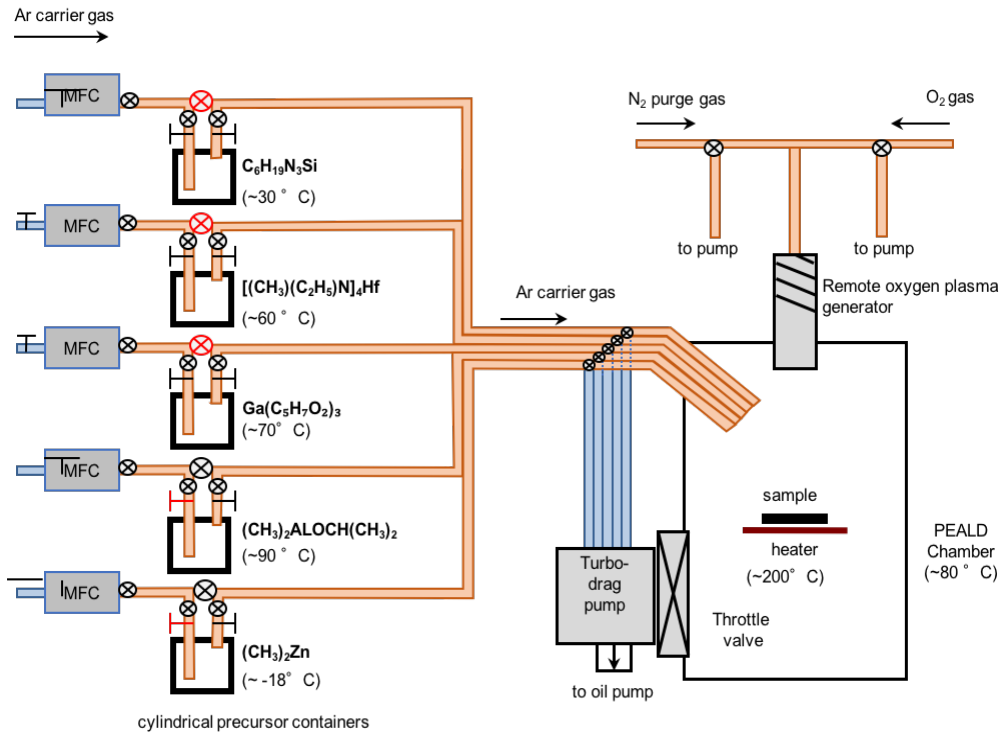 Ar carrier gas
MFC
C₆H₁₉N₃Si
(~30 ° C)
MFC
[(CH₃)(C₂H₅)N]₄Hf
(~60 ° C)
MFC
Ga(C₅H₇O₂)₃
(~70° C)
MFC
(CH₃)₂ALOCH(CH₃)₂
(~90 ° C)
MFC
(CH₃)₂Zn
(~ -18° C)
cylindrical precursor containers
Ar carrier gas
N₂ purge gas
O₂ gas
to pump
to pump
Remote oxygen plasma
generator
sample
heater
(~200° C)
PEALD
Chamber
(~80 ° C)
Turbo-
drag
pump
Throttle
valve
to oil pump